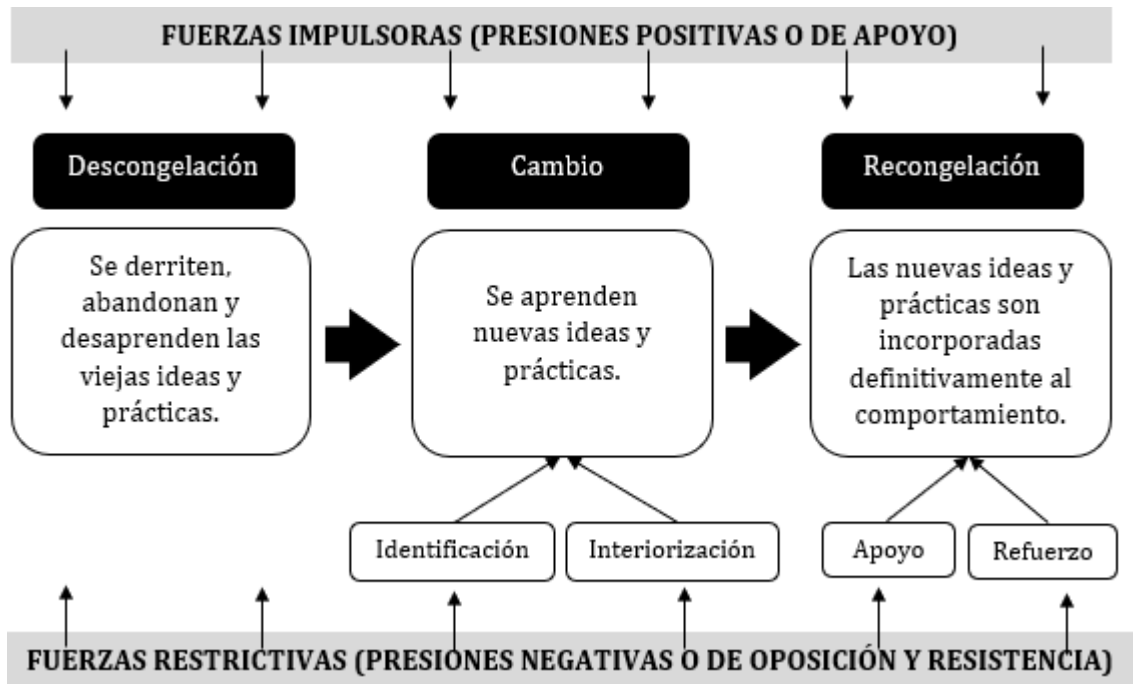 FUERZAS IMPULSORAS (PRESIONES POSITIVAS O DE APOYO)
Descongelación
Cambio
Recongelación
Se derriten,
abandonan y
desaprenden las
viejas ideas y
prácticas.
Se aprenden
nuevas ideas y
prácticas.
Las nuevas ideas y
prácticas son
incorporadas
definitivamente al
comportamiento.
Identificación
Interiorización
Apoyo
Refuerzo
FUERZAS RESTRICTIVAS (PRESIONES NEGATIVAS O DE OPOSICIÓN Y RESISTENCIA)